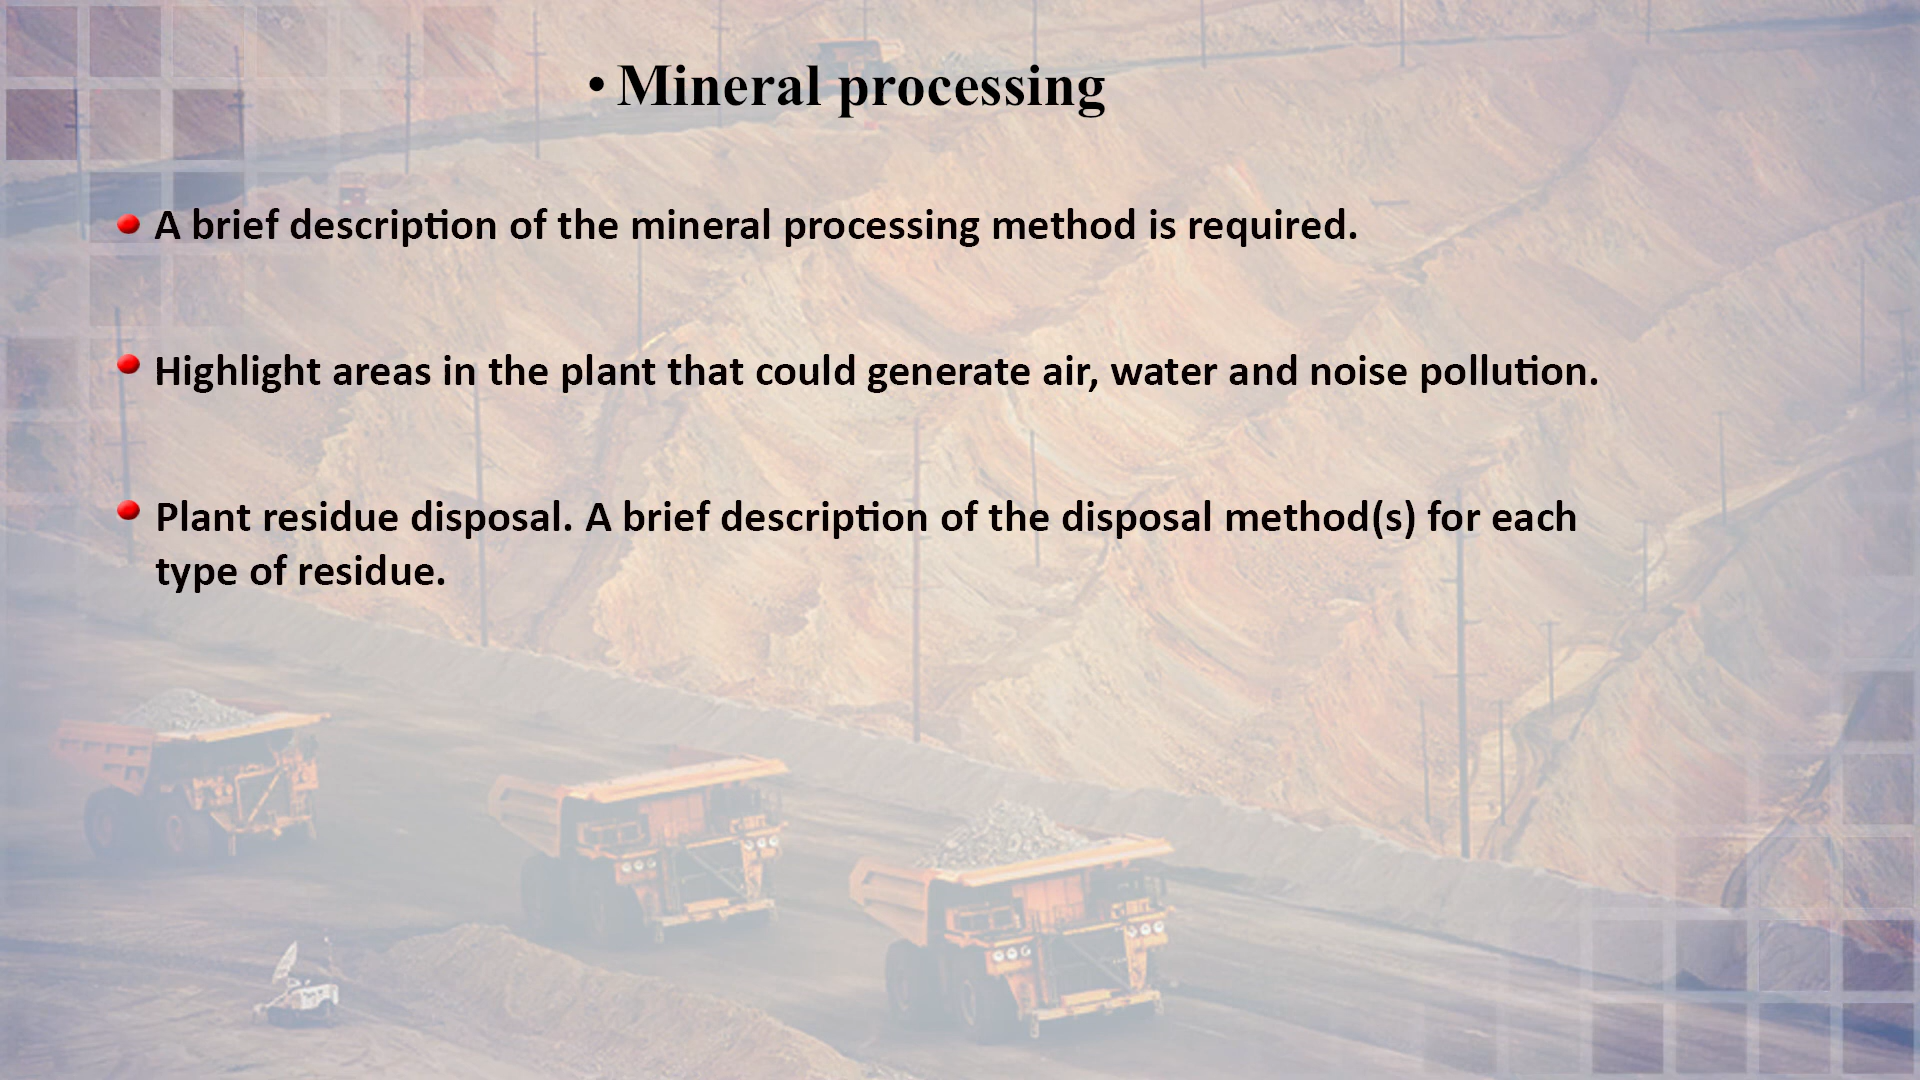 • Mineral processing
A brief description of the mineral processing method is required.
Highlight areas in the plant that could generate air, water and noise pollution.
Plant residue disposal. A brief description of the disposal method(s) for each
type of residue.